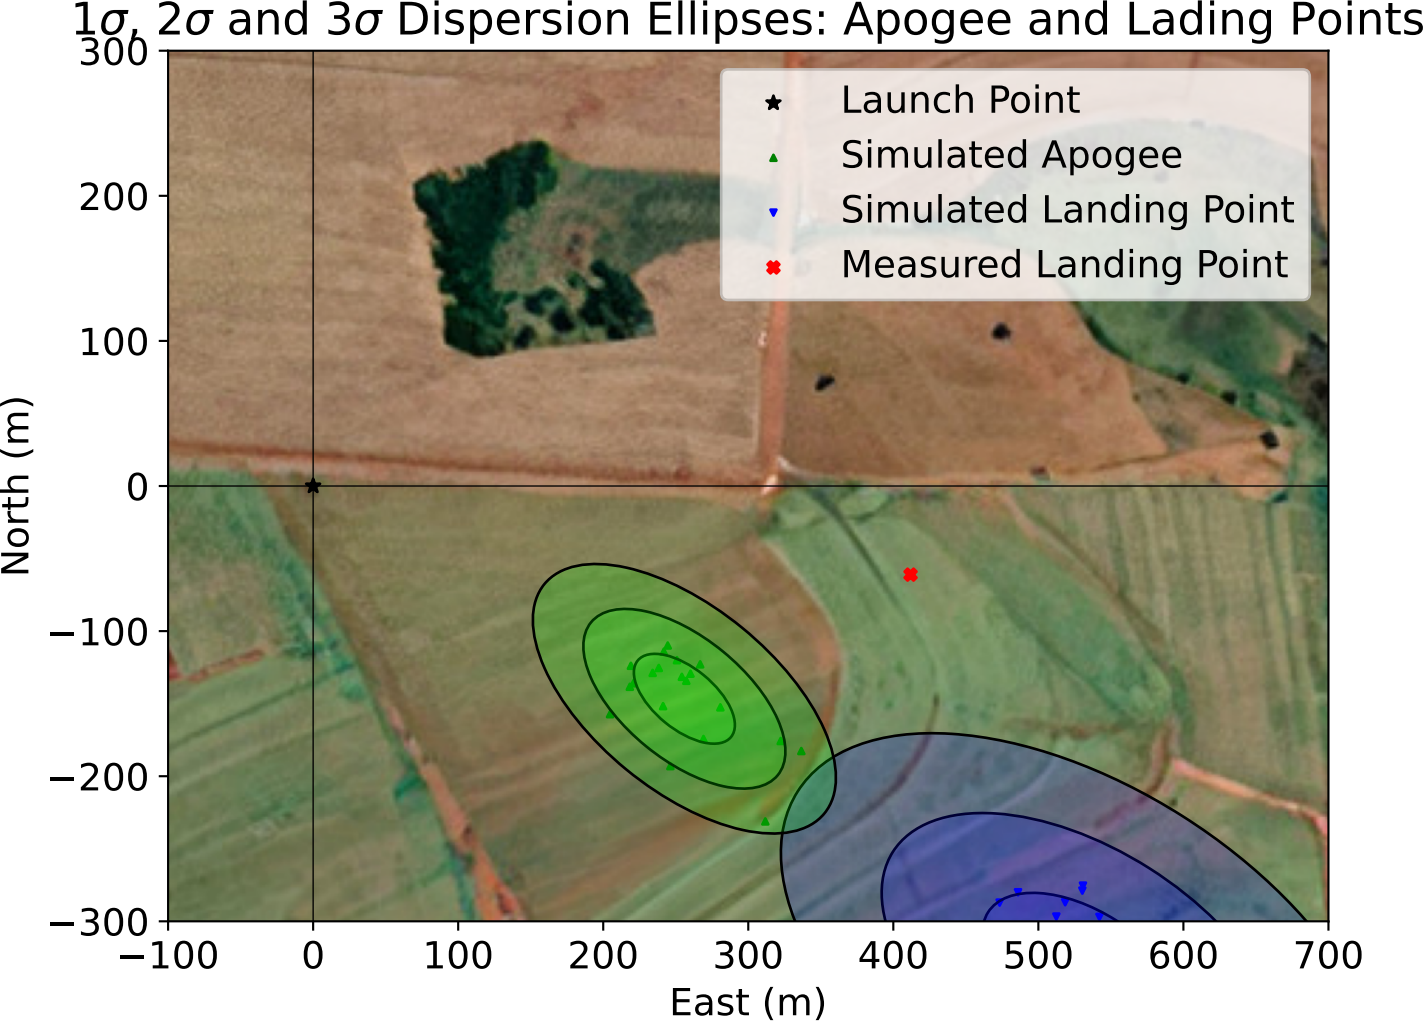 1σ, 2σ and 3σ Dispersion Ellipses: Apogee and Lading Points
Launch Point
Simulated Apogee
Simulated Landing Point
Measured Landing Point
300
200
100
0
−100
−200
−300
North (m)
−100 0 100 200 300 400 500 600 700
East (m)